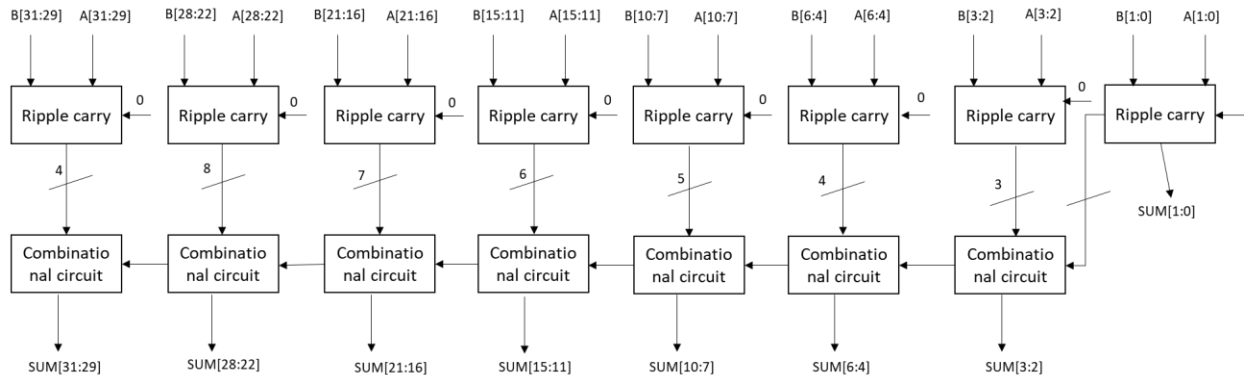 B[31:29] A[31:29] B[28:22] A[28:22] B[21:16] A[21:16] B[15:11] A[15:11] B[10:7] A[10:7] B[6:4] A[6:4] B[3:2] A[3:2] B[1:0] A[1:0]
0 0 0 0 0 0 0
Ripple carry Ripple carry Ripple carry Ripple carry Ripple carry Ripple carry Ripple carry Ripple carry
4 8 7 6 5 4 3
SUM[1:0]
Combinatio Combinatio Combinatio Combinatio Combinatio Combinatio Combinatio
nal circuit nal circuit nal circuit nal circuit nal circuit nal circuit nal circuit
SUM[31:29] SUM[28:22] SUM[21:16] SUM[15:11] SUM[10:7] SUM[6:4] SUM[3:2]